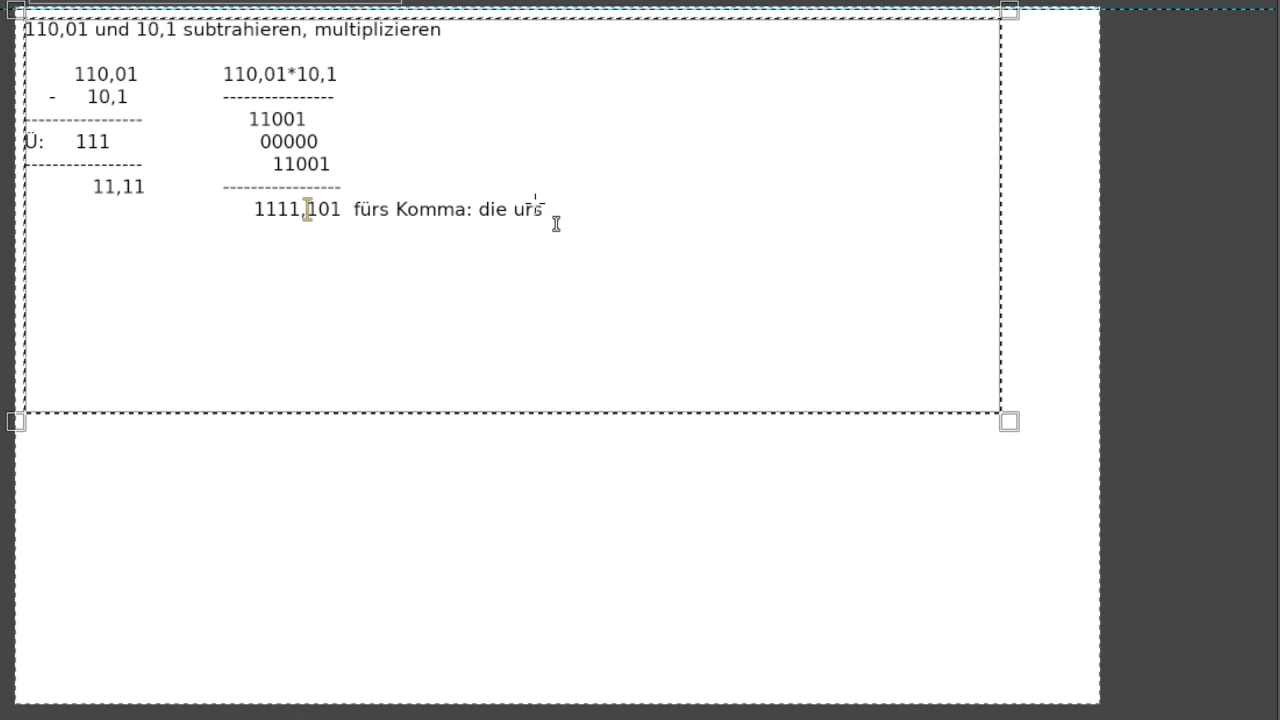 110,01 und 10,1 subtrahieren, multiplizieren
110,01 110,01*10,1
- 10,1 ----------------
----------------- 11001
Ü: 111 00000
----------------- 11001
11,11 -----------------
1111,101 fürs Komma: die urs